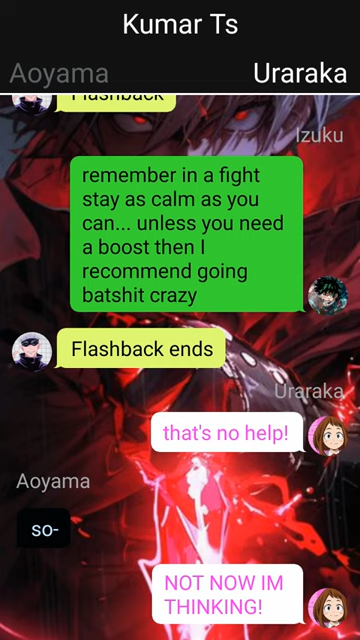 Kumar Ts
Aoyama
Uraraka
Flashback
Izuku
remember in a fight
stay as calm as you
can... unless you need
a boost then I
recommend going
batshit crazy
Flashback ends
Uraraka
that's no help!
Aoyama
so-
NOT NOW IM
THINKING!